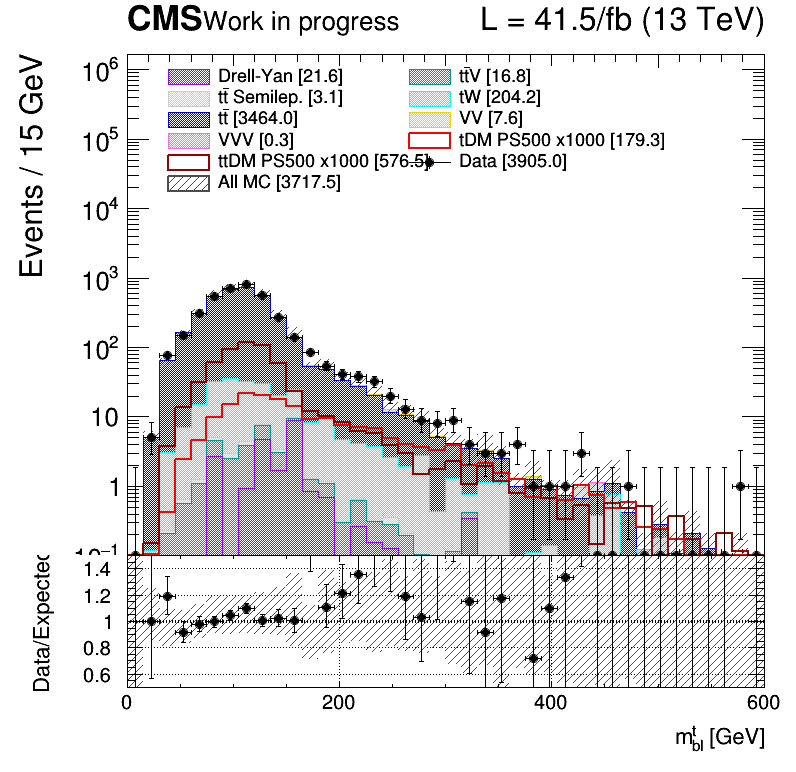 CMS Work in progress L = 41.5/fb (13 TeV)
Events / 15 GeV
10⁶
10⁵
10⁴
10³
10²
10
1
10⁻¹
Drell-Yan [21.6]
tt̄V [16.8]
tt̄ Semilep. [3.1]
tW [204.2]
tt̄ [3464.0]
VV [7.6]
VVV [0.3]
tDM PS500 x1000 [179.3]
ttDM PS500 x1000 [576.5]
Data [3905.0]
All MC [3717.5]
Data/Expected
1.4
1.2
1
0.8
0.6
0 200 400 600
m_bl^t [GeV]